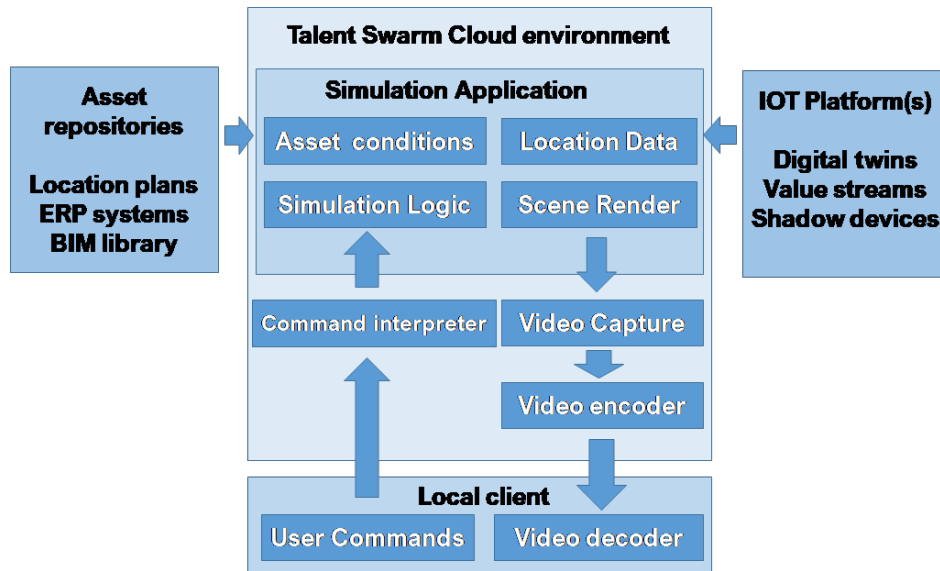 Talent Swarm Cloud environment
Asset
repositories
Location plans
ERP systems
BIM library
Simulation Application
Asset conditions
Location Data
Simulation Logic
Scene Render
IOT Platform(s)
Digital twins
Value streams
Shadow devices
Command interpreter
Video Capture
Video encoder
Local client
User Commands
Video decoder